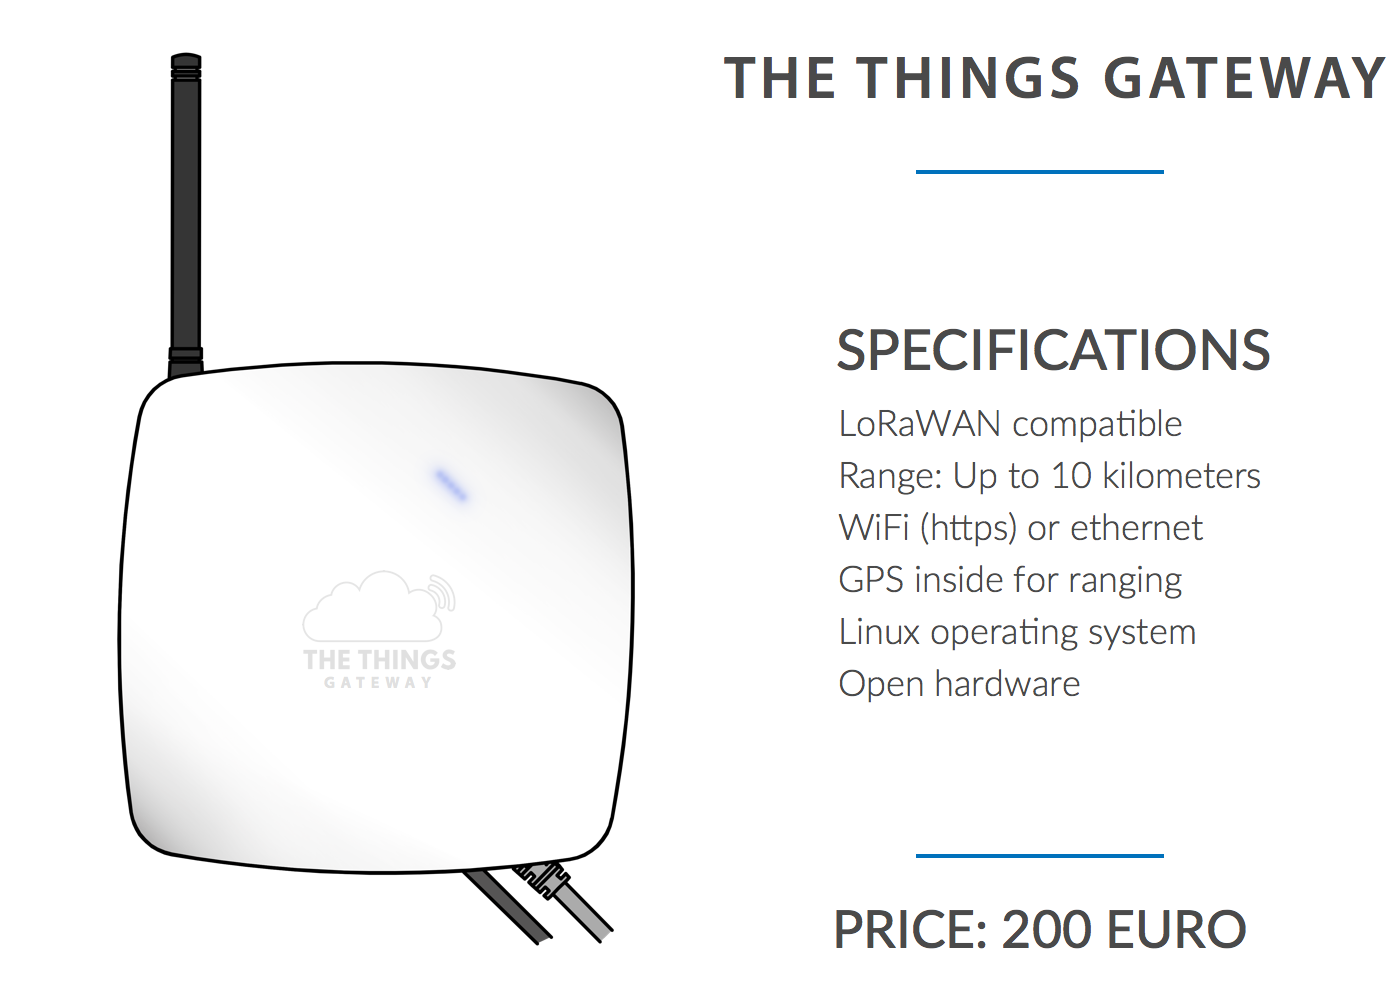 THE THINGS GATEWAY
SPECIFICATIONS
LoRaWAN compatible
Range: Up to 10 kilometers
WiFi (https) or ethernet
GPS inside for ranging
Linux operating system
Open hardware
PRICE: 200 EURO
THE THINGS
GATEWAY